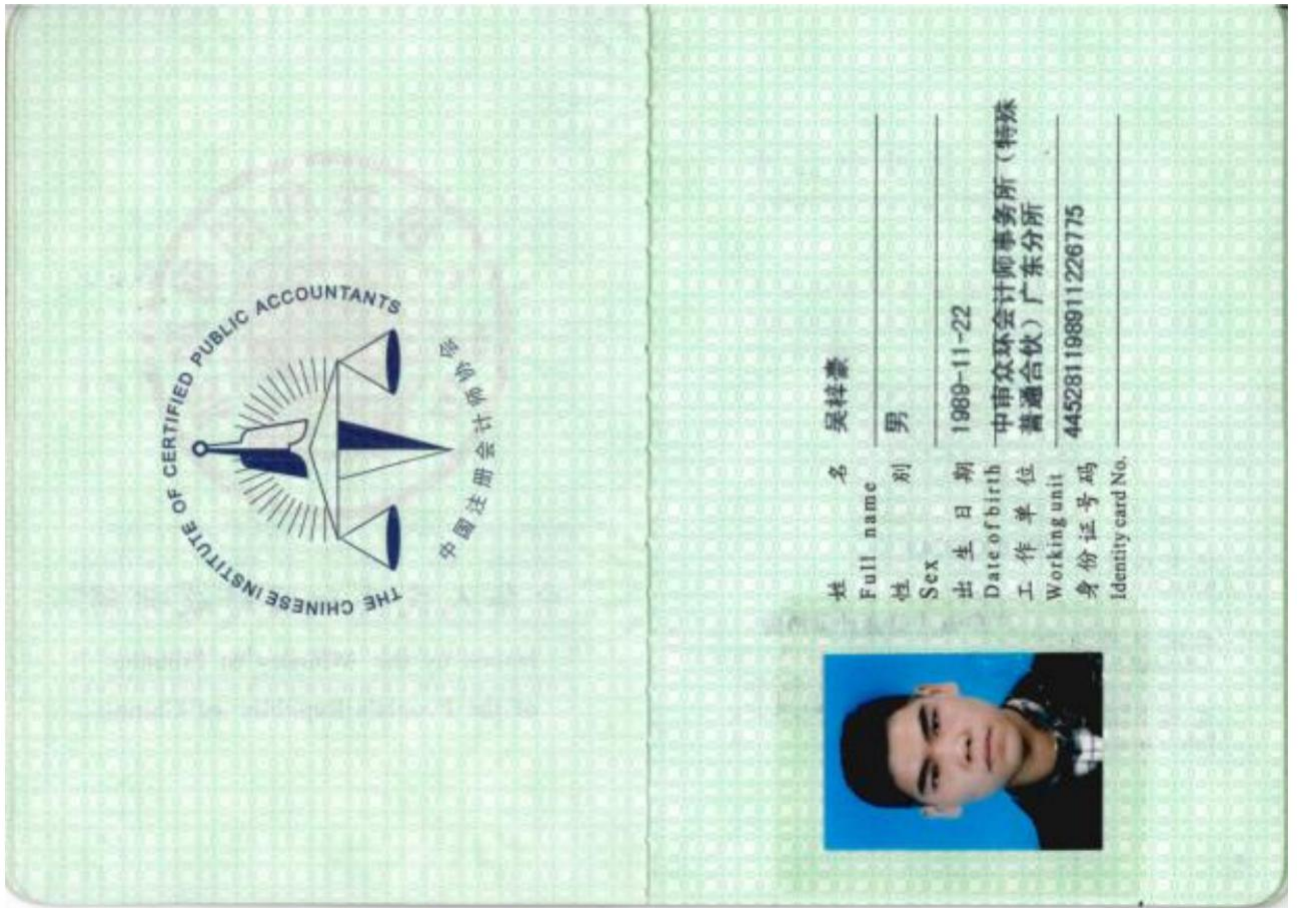 THE CHINESE INSTITUTE OF CERTIFIED PUBLIC ACCOUNTANTS
中国注册会计师协会
姓 名 吴梓豪
Full name
性 别 男
Sex
出 生 日 期 1989-11-22
Date of birth
工 作 单 位 中审众环会计师事务所（特殊
普通合伙）广东分所
Working unit
身 份 证 号 码 445281198911226775
Identity card No.